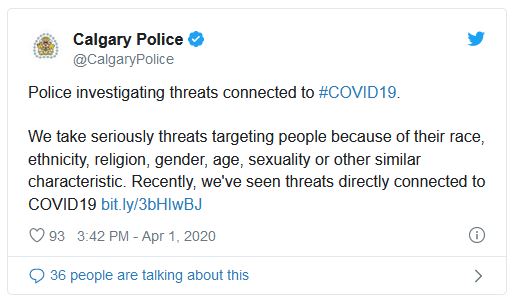 Calgary Police
@CalgaryPolice
Police investigating threats connected to #COVID19.
We take seriously threats targeting people because of their race,
ethnicity, religion, gender, age, sexuality or other similar
characteristic. Recently, we've seen threats directly connected to
COVID19 bit.ly/3bHIwBJ
93 3:42 PM - Apr 1, 2020
36 people are talking about this